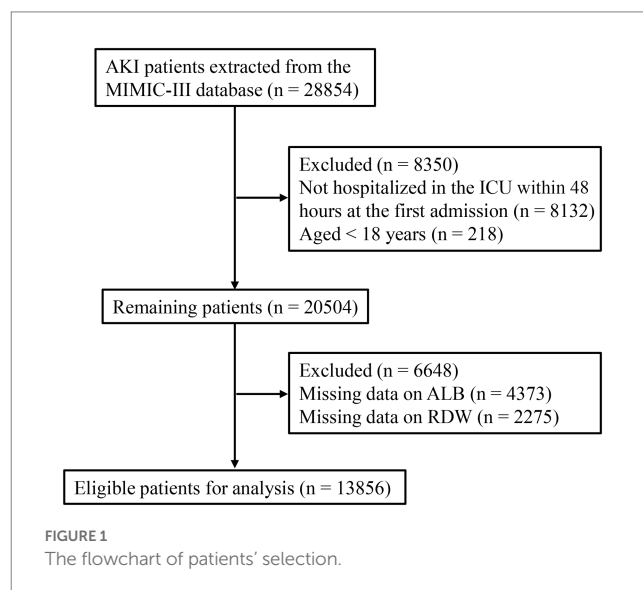 AKI patients extracted from the
MIMIC-III database (n = 28854)
Excluded (n = 8350)
Not hospitalized in the ICU within 48
hours at the first admission (n = 8132)
Aged < 18 years (n = 218)
Remaining patients (n = 20504)
Excluded (n = 6648)
Missing data on ALB (n = 4373)
Missing data on RDW (n = 2275)
Eligible patients for analysis (n = 13856)
FIGURE 1
The flowchart of patients’ selection.